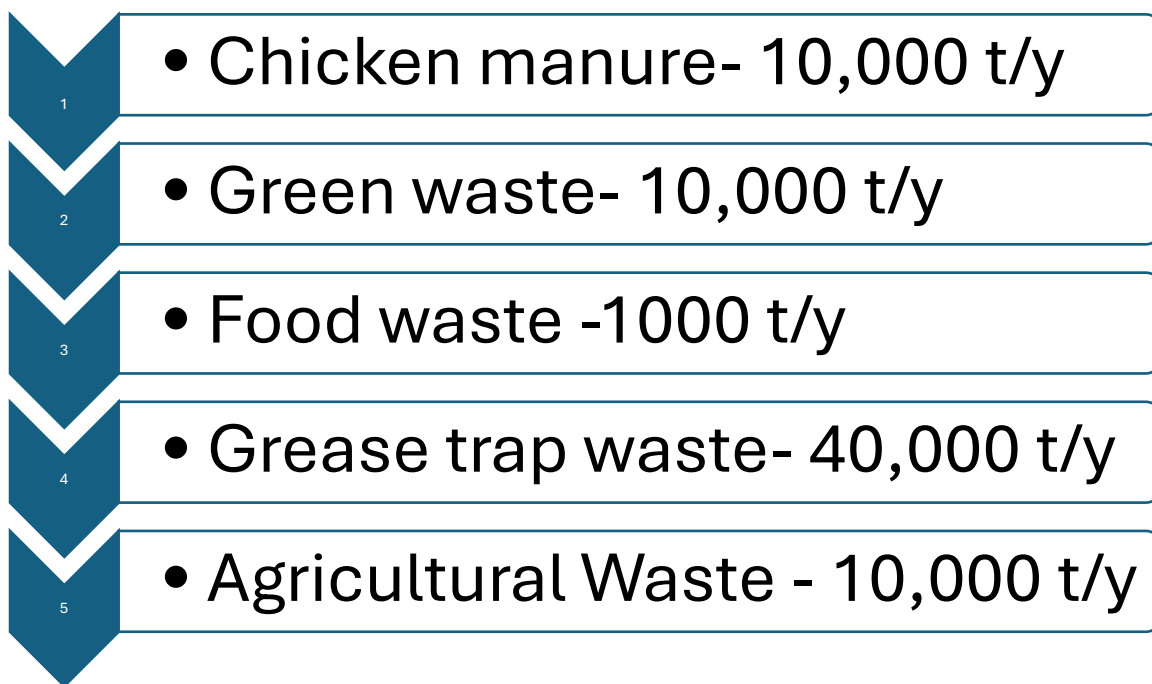 1
• Chicken manure- 10,000 t/y
2
• Green waste- 10,000 t/y
3
• Food waste -1000 t/y
4
• Grease trap waste- 40,000 t/y
5
• Agricultural Waste - 10,000 t/y